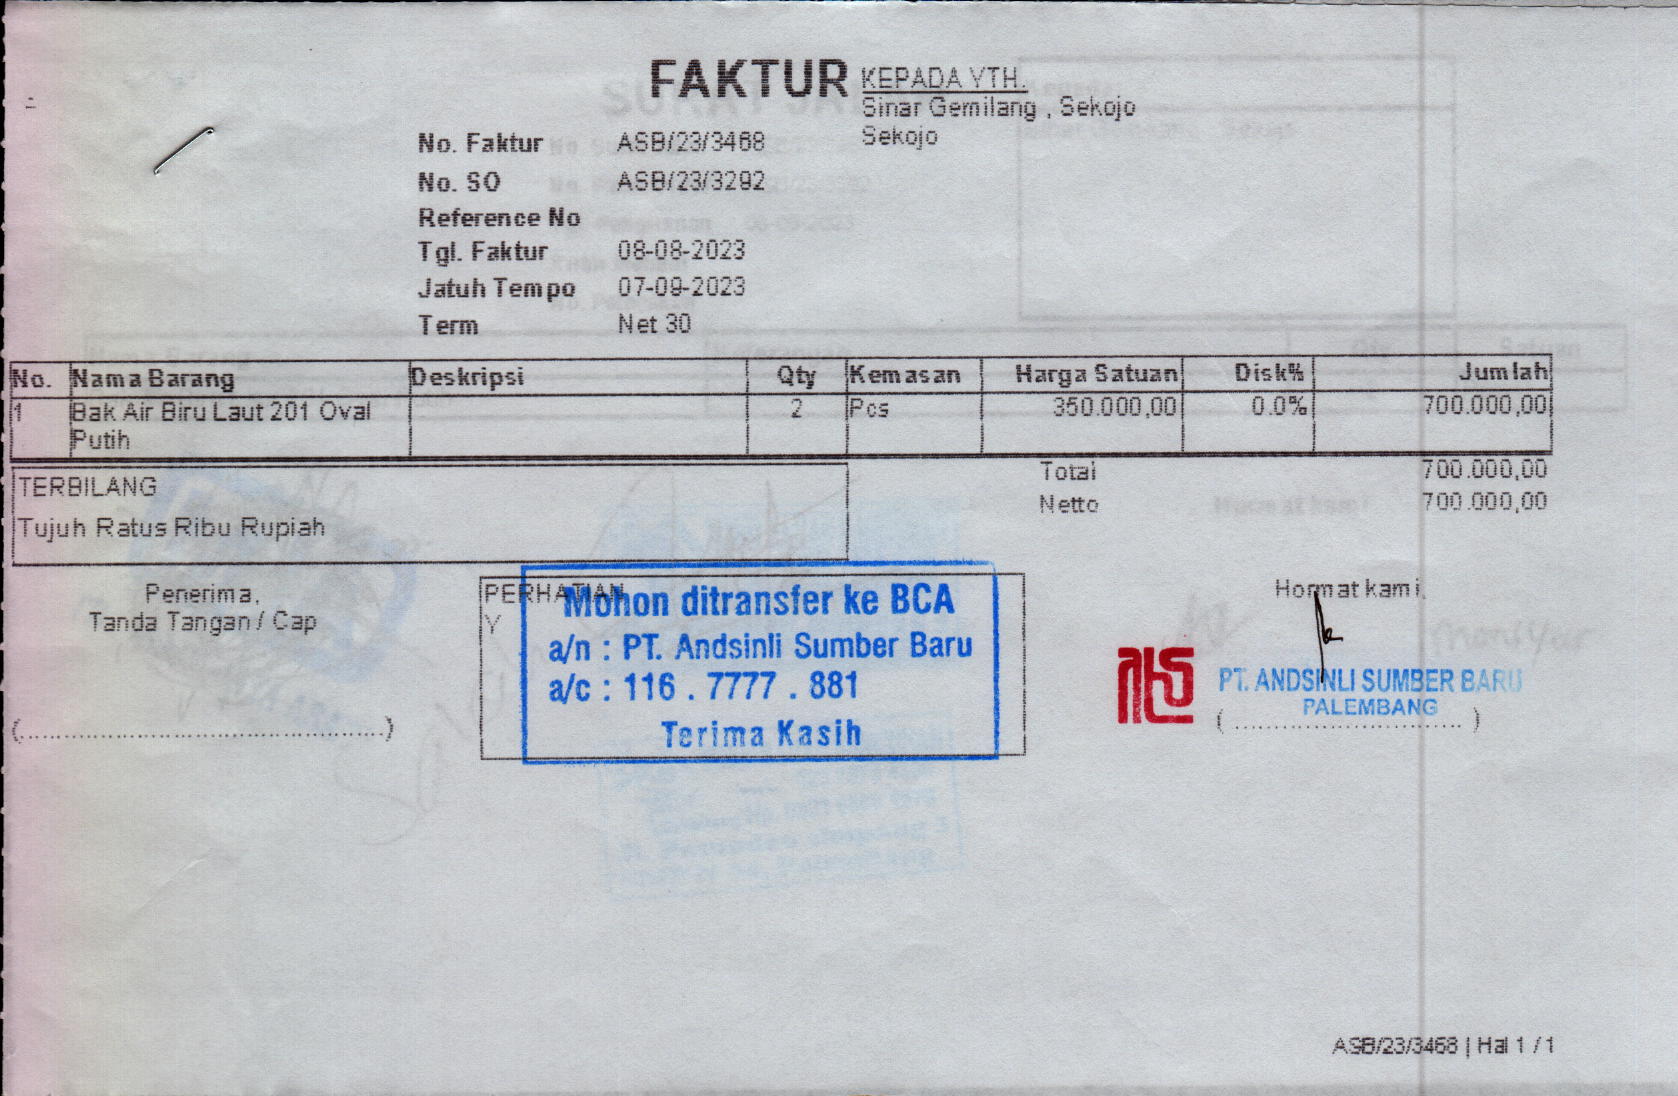 FAKTUR
KEPADA YTH.
Sinar Gemilang , Sekojo
Sekojo
No. Faktur ASB/23/3468
No. SO ASB/23/3292
Reference No
Tgl. Faktur 08-08-2023
Jatuh Tempo 07-09-2023
Term Net 30
No. Nama Barang Deskripsi Qty Kemasan Harga Satuan Disk% Jumlah
1 Bak Air Biru Laut 201 Oval 2 Pcs 350.000,00 0.0% 700.000,00
Putih
Total 700.000,00
Netto 700.000,00
TERBILANG
Tujuh Ratus Ribu Rupiah
Penerima,
Tanda Tangan / Cap
(............................................)
PERHATIAN
Y
Mohon ditransfer ke BCA
a/n : PT. Andsinli Sumber Baru
a/c : 116 . 7777 . 881
Terima Kasih
Hormat kami,
PT. ANDSINLI SUMBER BARU
PALEMBANG
(............................)
ASB/23/3468 | Hal 1 / 1